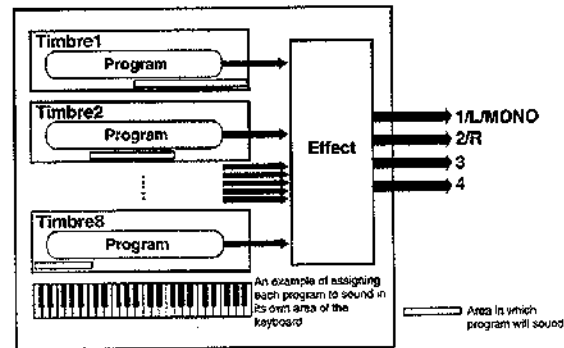 Timbre1
Program
Timbre2
Program
Timbre8
Program
Effect
1/L/MONO
2/R
3
4
An example of assigning
each program to sound in
its own area of the
keyboard
Area in which
program will sound